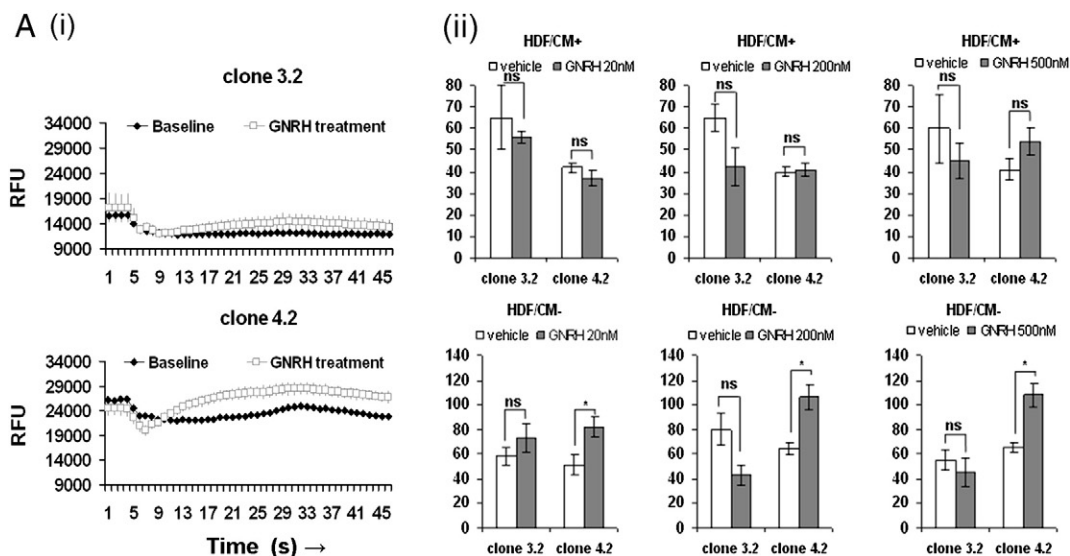 A (i)
clone 3.2
Baseline GNRH treatment
RFU
34000
29000
24000
19000
14000
9000
1 5 9 13 17 21 25 29 33 37 41 45
clone 4.2
Baseline GNRH treatment
RFU
34000
29000
24000
19000
14000
9000
1 5 9 13 17 21 25 29 33 37 41 45
Time (s) →
(ii)
HDF/CM+
vehicle GNRH 20nM
ns
ns
80
70
60
50
40
30
20
10
0
clone 3.2 clone 4.2
HDF/CM+
vehicle GNRH 200nM
ns
ns
80
70
60
50
40
30
20
10
0
clone 3.2 clone 4.2
HDF/CM+
vehicle GNRH 500nM
ns
ns
80
70
60
50
40
30
20
10
0
clone 3.2 clone 4.2
HDF/CM-
vehicle GNRH 20nM
ns
*
140
120
100
80
60
40
20
0
clone 3.2 clone 4.2
HDF/CM-
vehicle GNRH 200nM
ns
*
140
120
100
80
60
40
20
0
clone 3.2 clone 4.2
HDF/CM-
vehicle GNRH 500nM
ns
*
140
120
100
80
60
40
20
0
clone 3.2 clone 4.2